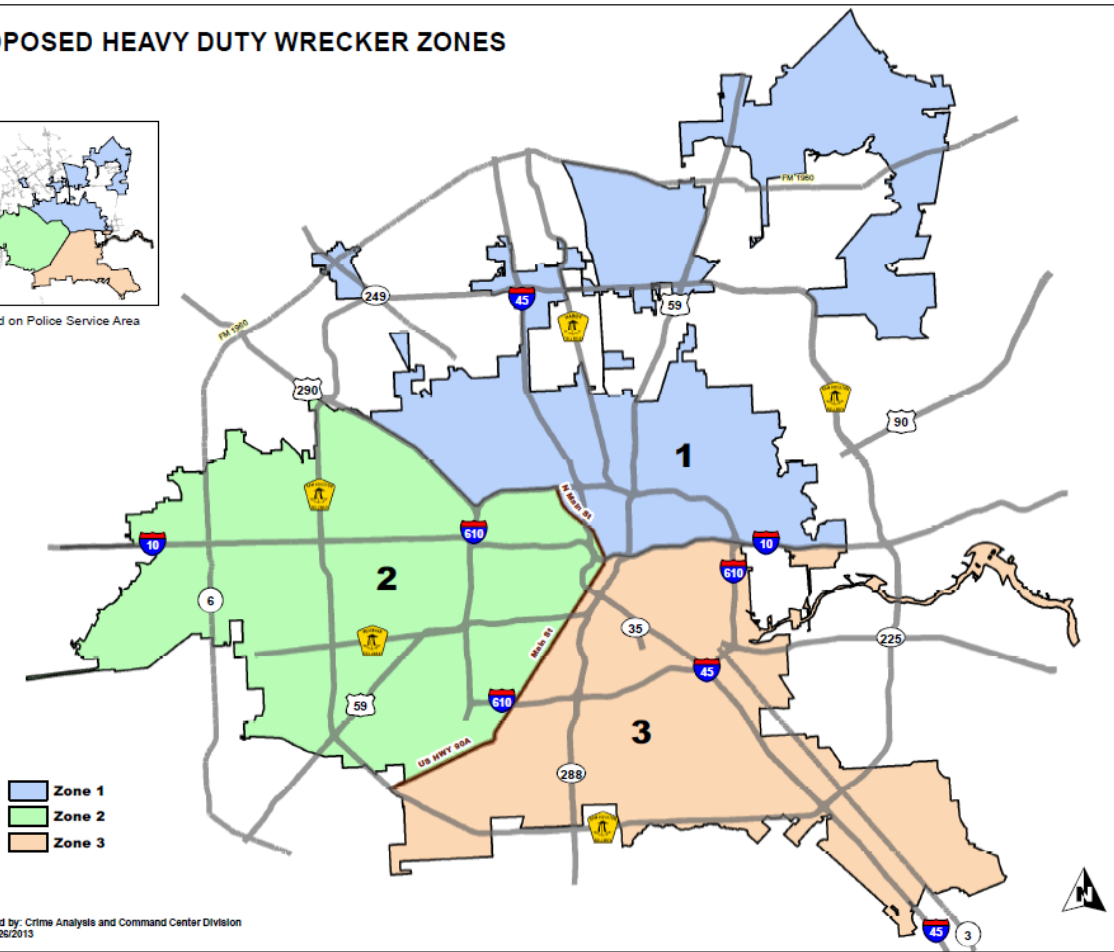 POSED HEAVY DUTY WRECKER ZONES
d on Police Service Area
FM 1960
FM 1960
249
45
59
290
90
N Main St
1
10
610
10
610
2
6
35
Main St
225
45
59
610
3
US HWY 90A
288
Zone 1
Zone 2
Zone 3
N
d by: Crime Analysis and Command Center Division
26/2013
45
3